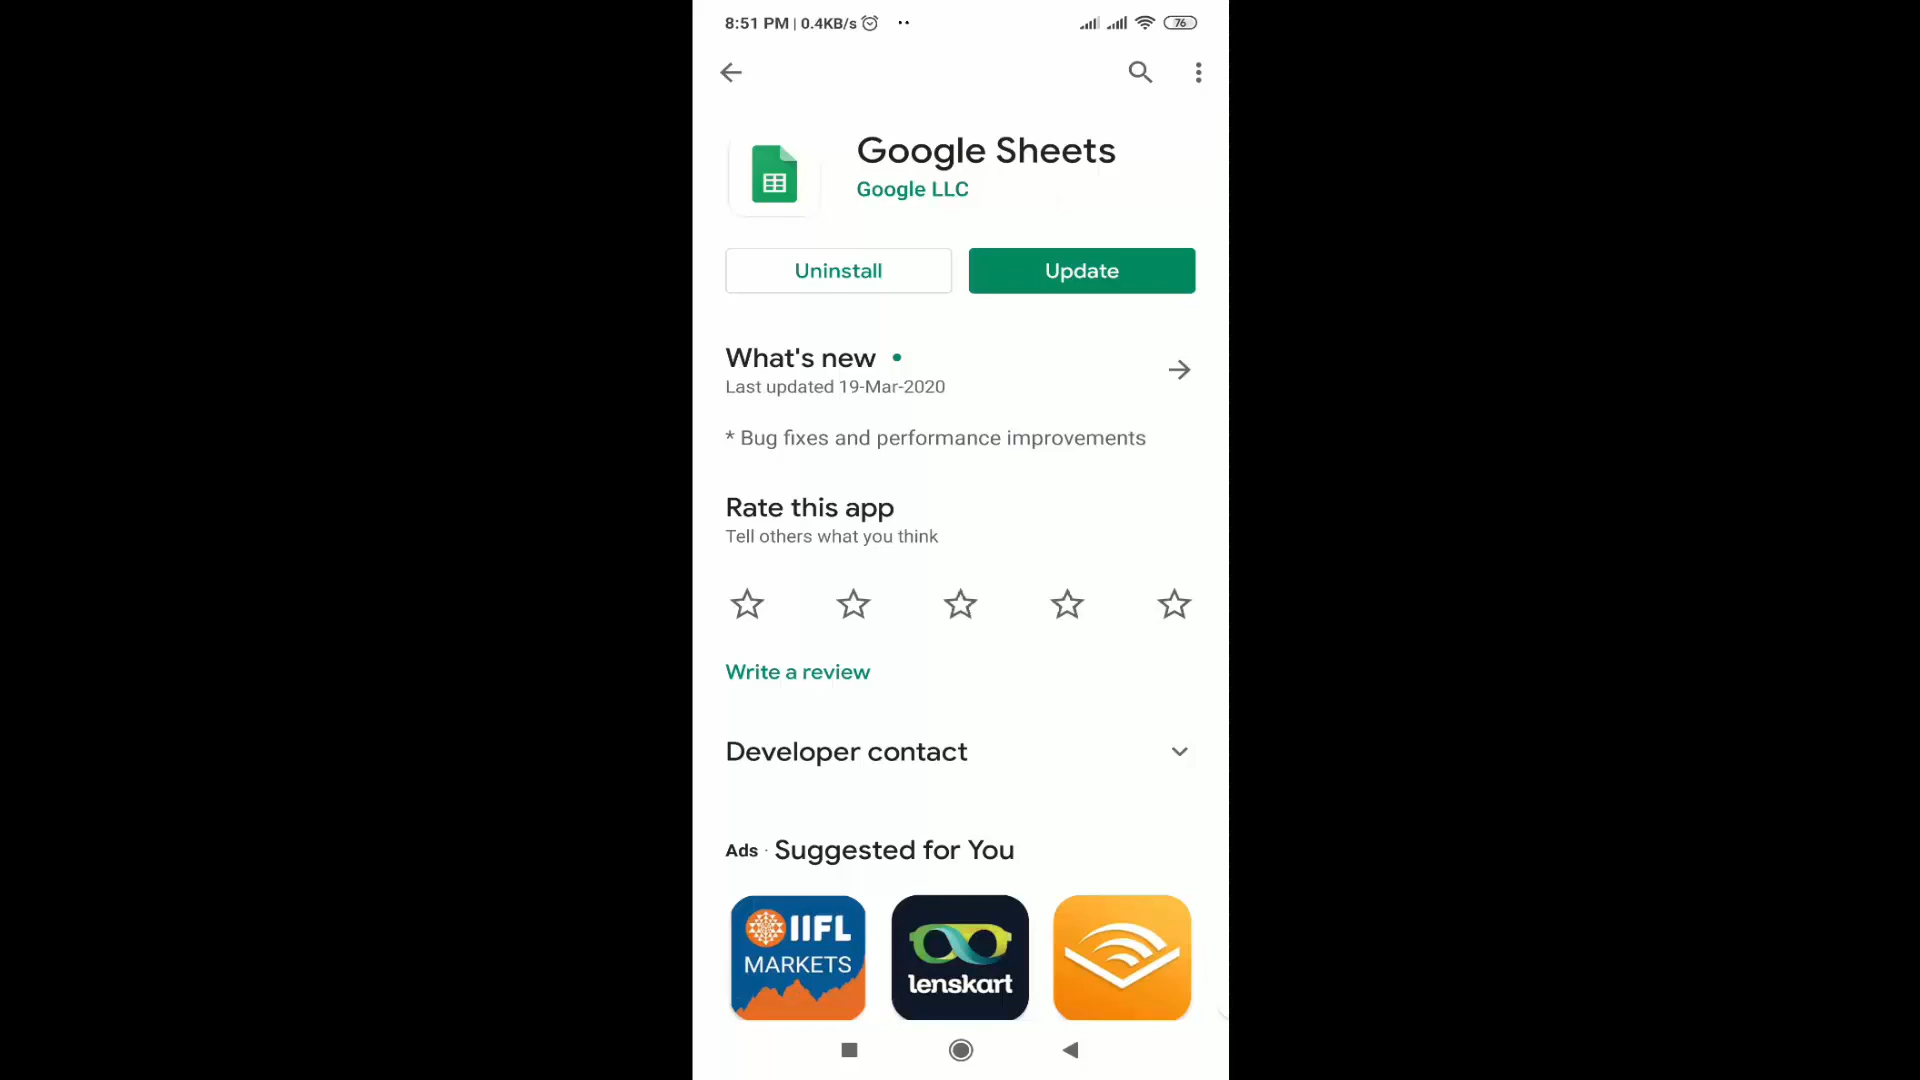 8:51 PM | 0.4KB/s 76
Google Sheets
Google LLC
Uninstall Update
What's new
Last updated 19-Mar-2020
* Bug fixes and performance improvements
Rate this app
Tell others what you think
Write a review
Developer contact
Ads · Suggested for You
IIFL
MARKETS
lenskart